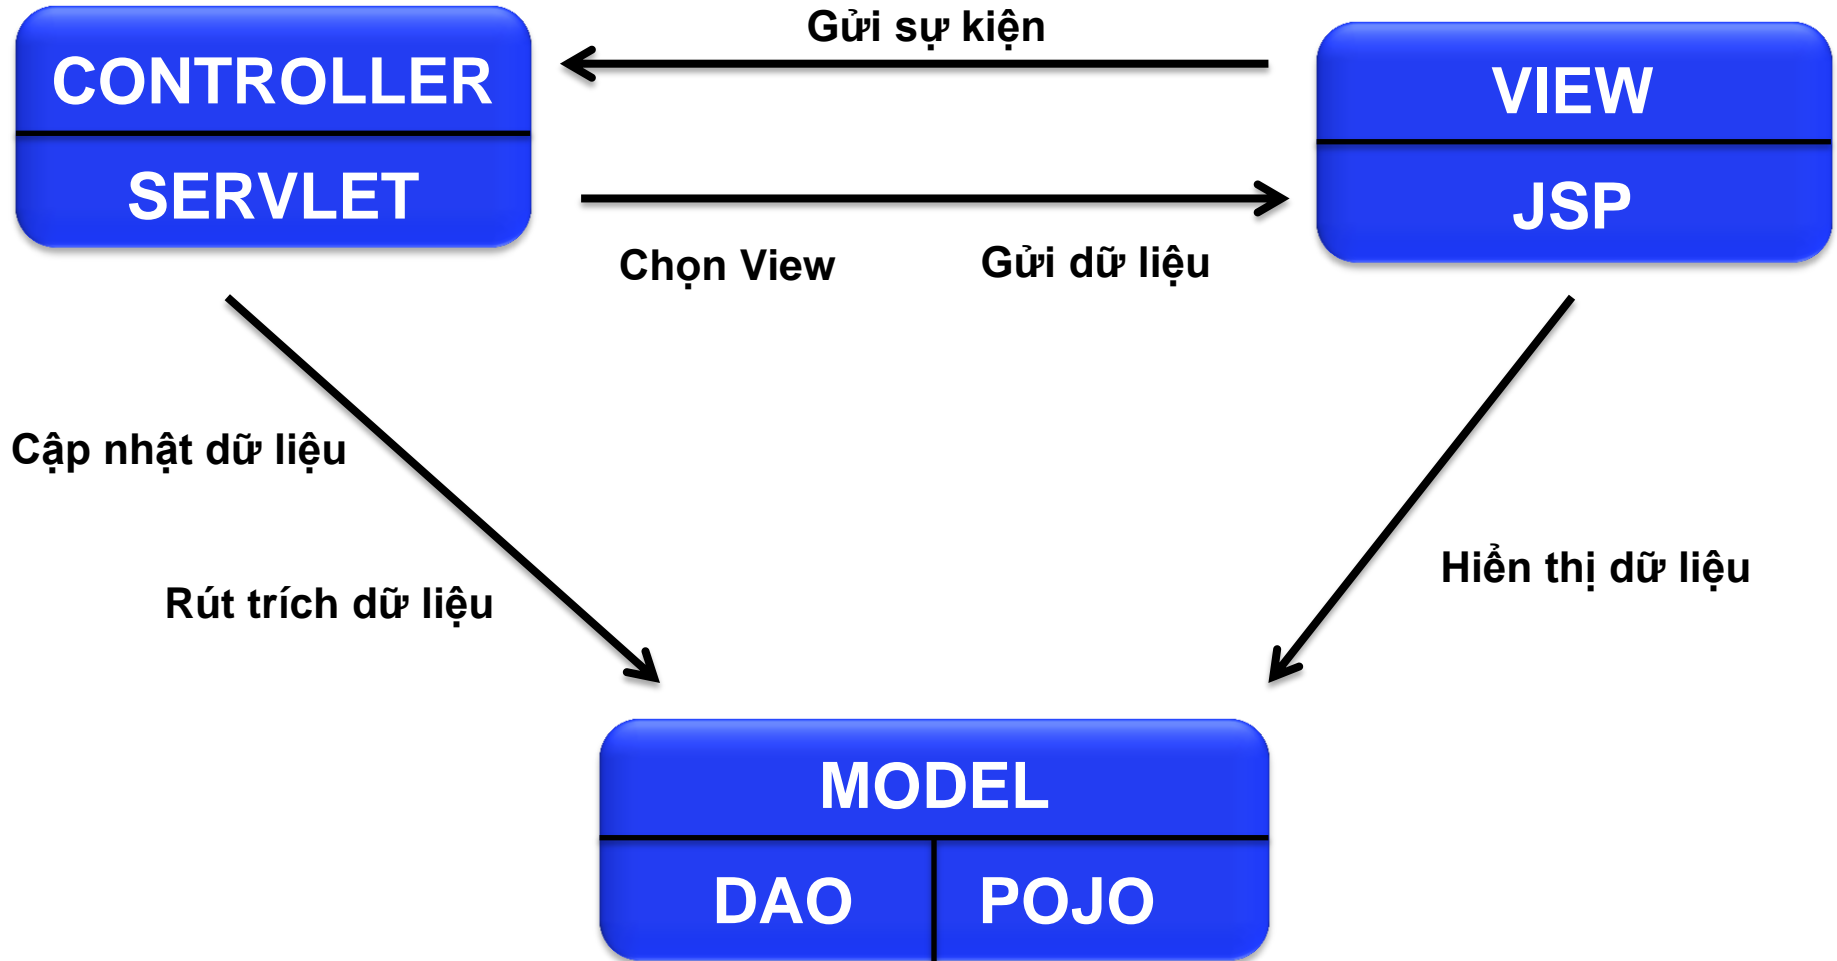 Gửi sự kiện
CONTROLLER
VIEW
SERVLET
JSP
Chọn View
Gửi dữ liệu
Cập nhật dữ liệu
Hiển thị dữ liệu
Rút trích dữ liệu
MODEL
DAO
POJO